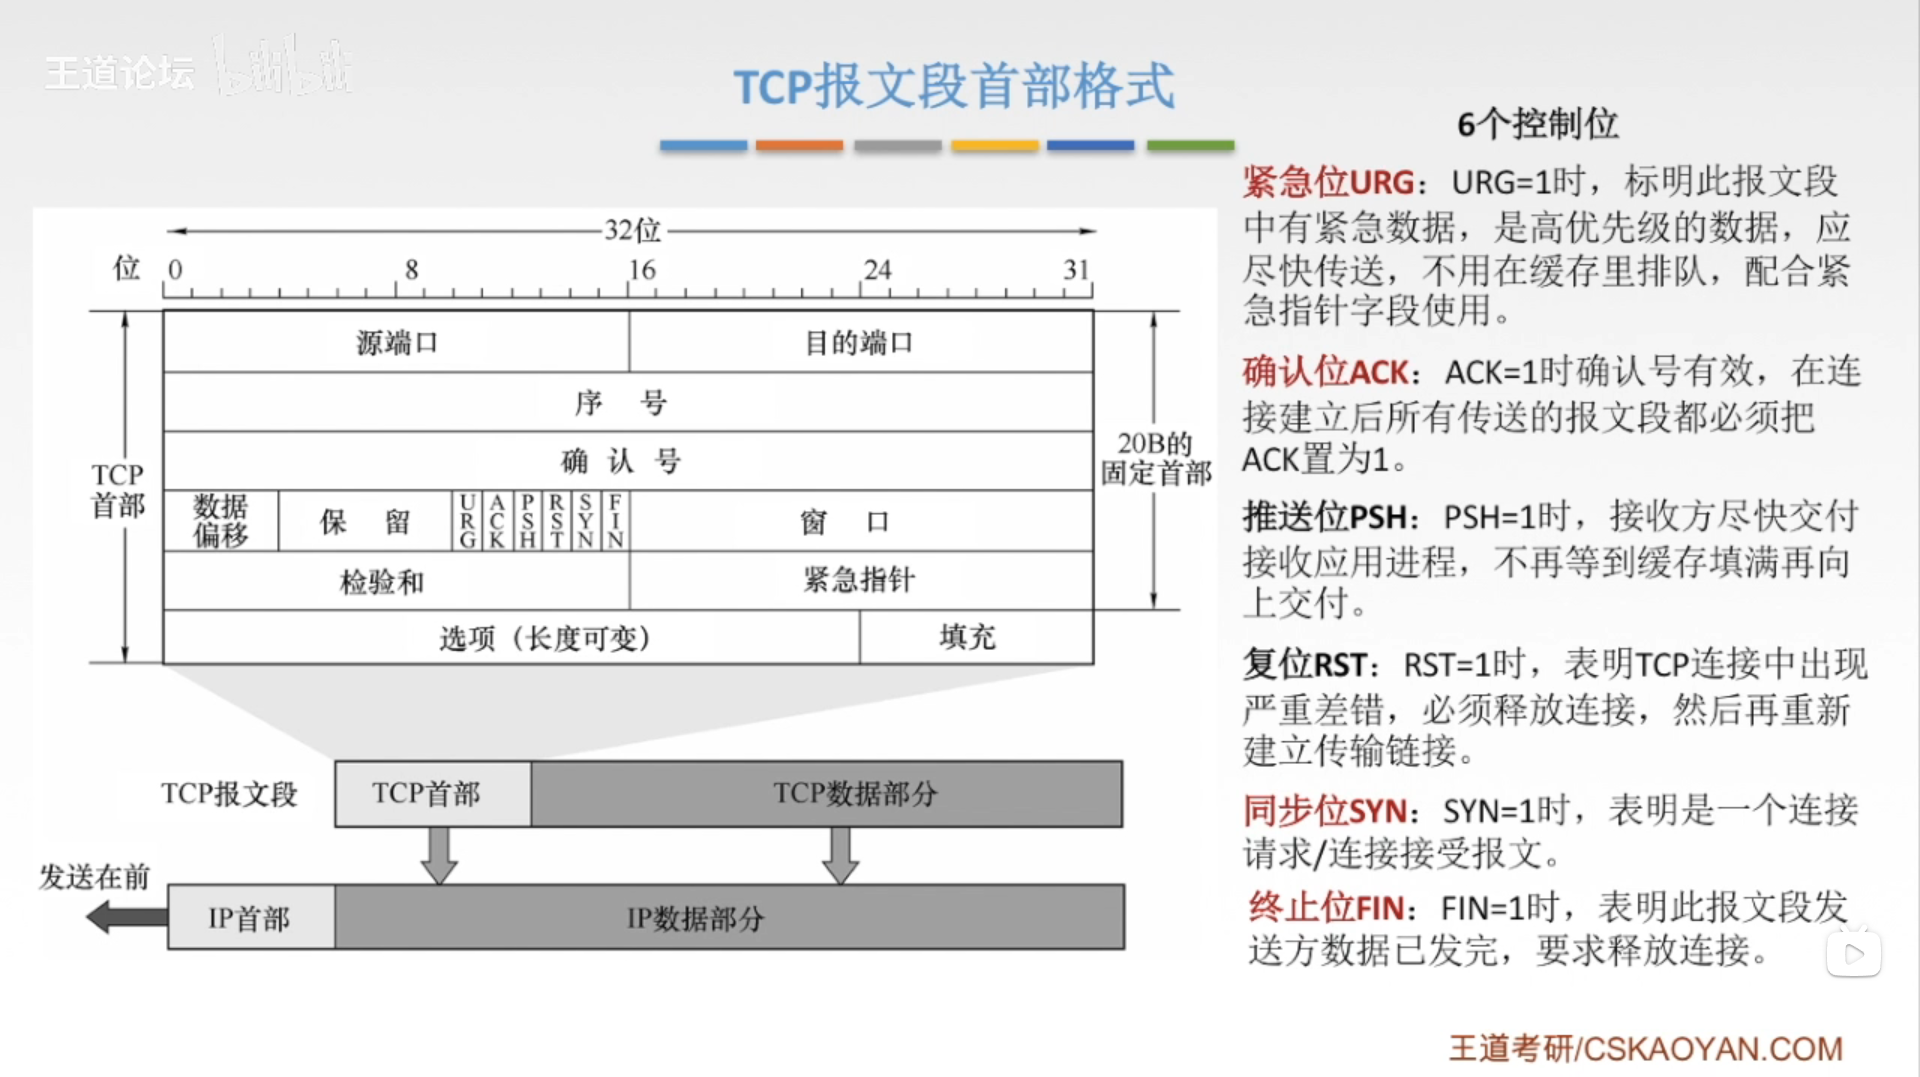 王道论坛 bilibili
TCP报文段首部格式
32位
位 0 8 16 24 31
源端口 目的端口
序 号
确 认 号
数据偏移 保 留 URG ACK PSH RST SYN FIN 窗 口
检验和 紧急指针
选项（长度可变） 填充
TCP首部
20B的
固定首部
TCP报文段 TCP首部 TCP数据部分
发送在前
IP首部 IP数据部分
6个控制位
紧急位URG：URG=1时，标明此报文段
中有紧急数据，是高优先级的数据，应
尽快传送，不用在缓存里排队，配合紧
急指针字段使用。
确认位ACK：ACK=1时确认号有效，在连
接建立后所有传送的报文段都必须把
ACK置为1。
推送位PSH：PSH=1时，接收方尽快交付
接收应用进程，不再等到缓存填满再向
上交付。
复位RST：RST=1时，表明TCP连接中出现
严重差错，必须释放连接，然后再重新
建立传输链接。
同步位SYN：SYN=1时，表明是一个连接
请求/连接接受报文。
终止位FIN：FIN=1时，表明此报文段发
送方数据已发完，要求释放连接。
王道考研/CSKAOYAN.COM